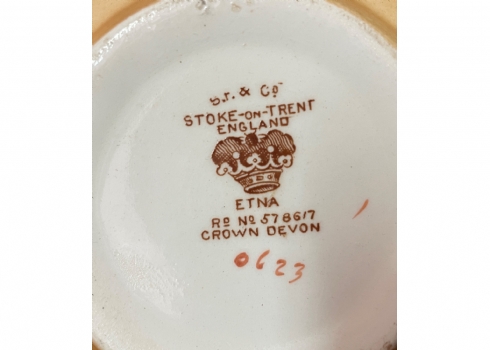 & Co
STOKE-ON-TRENT
ENGLAND
ETNA
RD No 578617
CROWN DEVON
0623